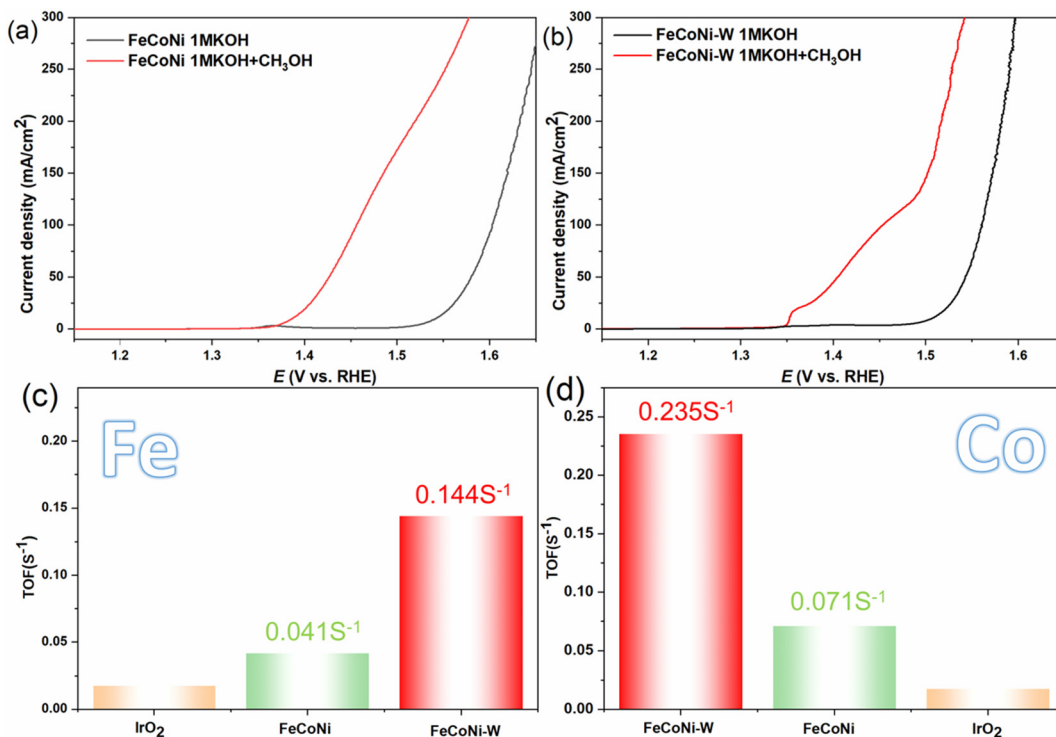 (a)
FeCoNi 1MKOH
FeCoNi 1MKOH+CH₃OH
Current density (mA/cm²)
300
250
200
150
100
50
0
1.2 1.3 1.4 1.5 1.6
E (V vs. RHE)
(b)
FeCoNi-W 1MKOH
FeCoNi-W 1MKOH+CH₃OH
Current density (mA/cm²)
300
250
200
150
100
50
0
1.2 1.3 1.4 1.5 1.6
E (V vs. RHE)
(c)
Fe
TOF(s⁻¹)
0.20
0.15
0.10
0.05
0.00
0.041S⁻¹
0.144S⁻¹
IrO₂ FeCoNi FeCoNi-W
(d)
Co
TOF(s⁻¹)
0.25
0.20
0.15
0.10
0.05
0.00
0.235S⁻¹
0.071S⁻¹
FeCoNi-W FeCoNi IrO₂